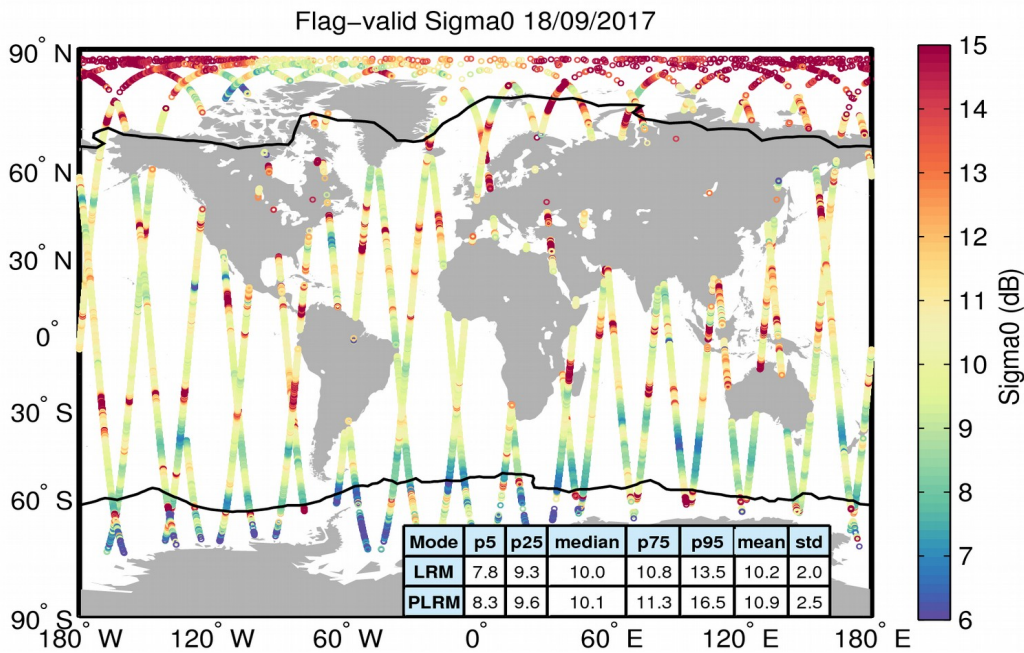 Flag−valid Sigma0 18/09/2017
90° N
60° N
30° N
0°
30° S
60° S
90° S
180° W
120° W
60° W
0°
60° E
120° E
180° E
15
14
13
12
11
10
9
8
7
6
Sigma0 (dB)
Mode p5 p25 median p75 p95 mean std
LRM 7.8 9.3 10.0 10.8 13.5 10.2 2.0
PLRM 8.3 9.6 10.1 11.3 16.5 10.9 2.5